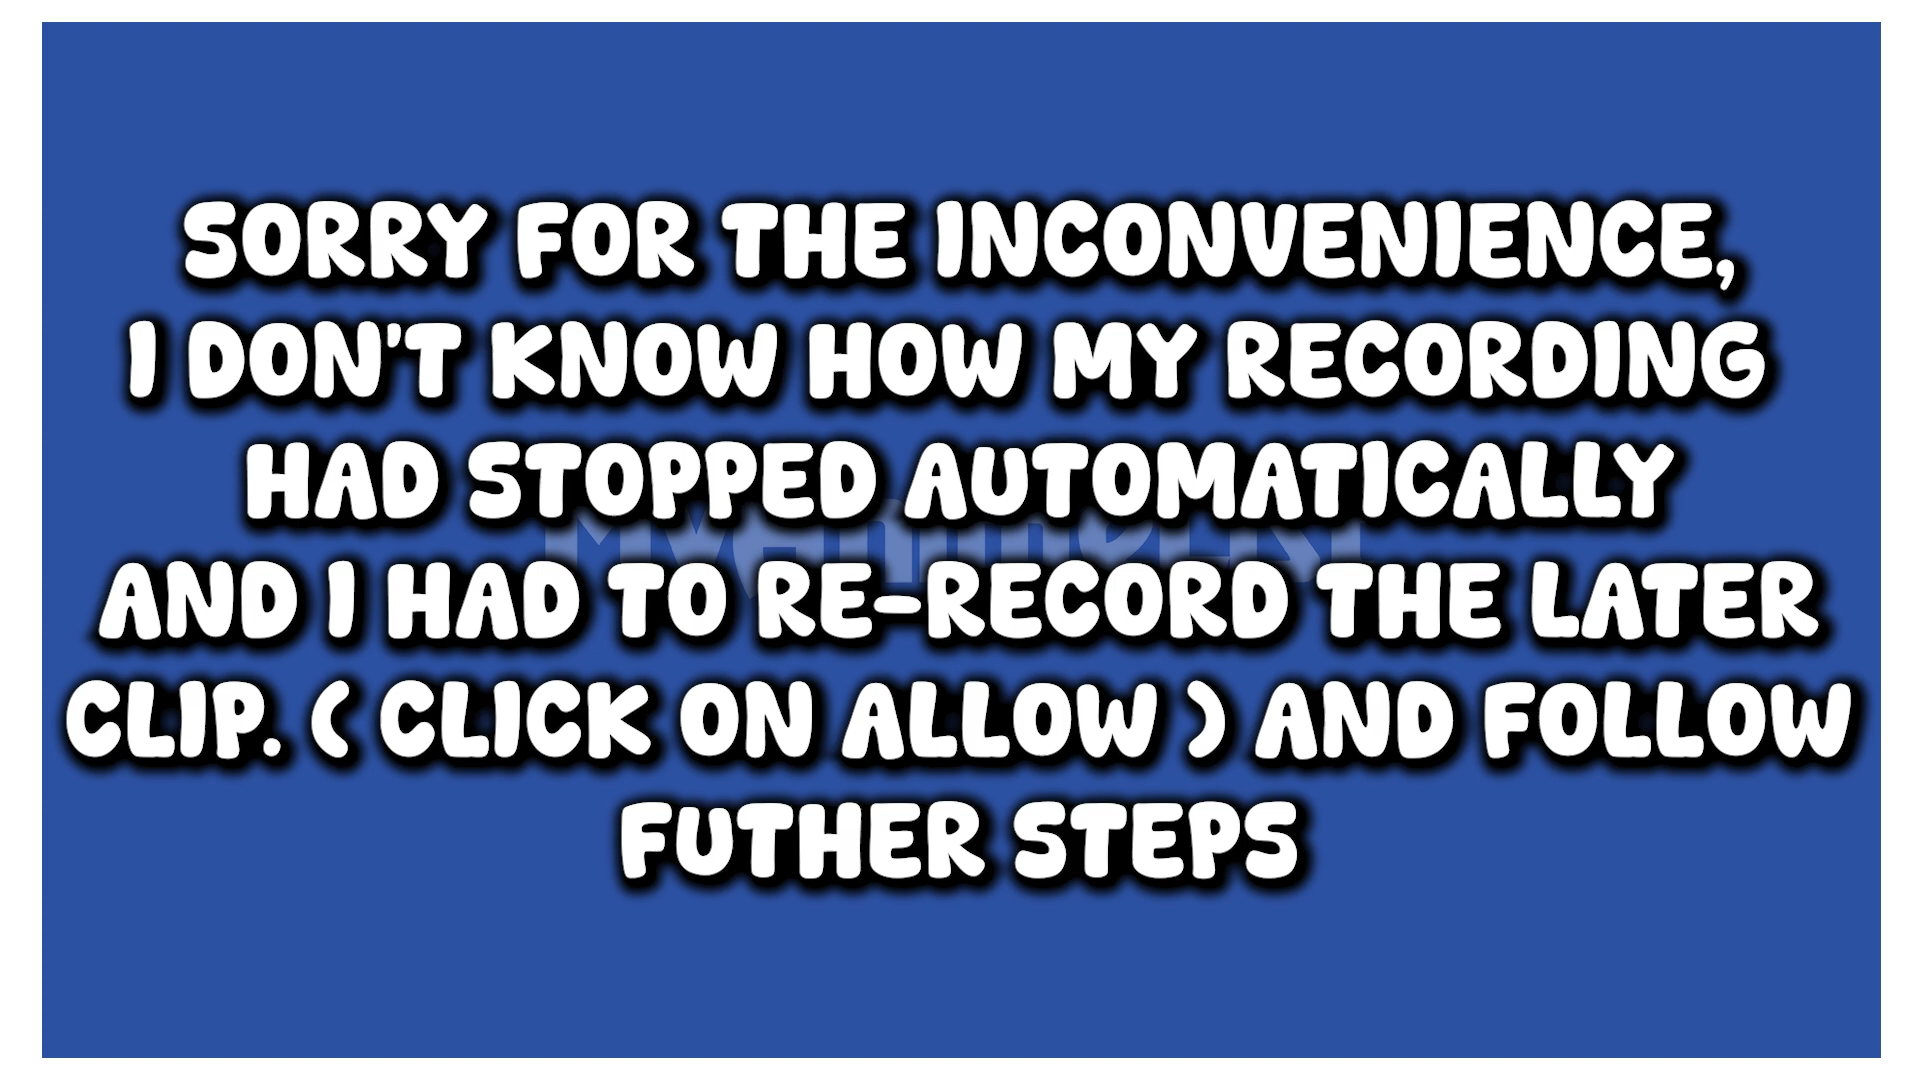 SORRY FOR THE INCONVENIENCE,
I DON'T KNOW HOW MY RECORDING
HAD STOPPED AUTOMATICALLY
MyAnimeList
AND I HAD TO RE-RECORD THE LATER
CLIP. ( CLICK ON ALLOW ) AND FOLLOW
FUTHER STEPS